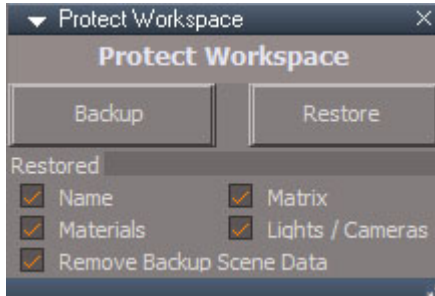 Protect Workspace
Protect Workspace
Backup Restore
Restored
Name Matrix
Materials Lights / Cameras
Remove Backup Scene Data